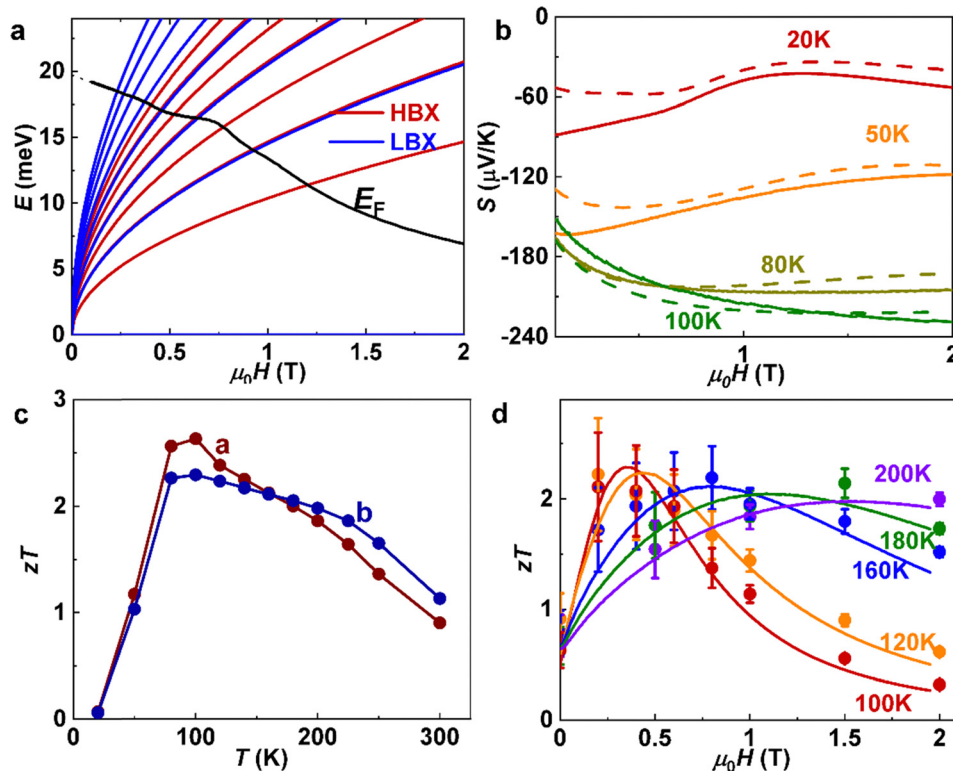 a
E (meV)
20
15
10
5
0
HBX
LBX
E_F
0
0.5
1
1.5
2
μ₀H (T)
b
S (μV/K)
0
-60
-120
-180
-240
20K
50K
80K
100K
1
2
μ₀H (T)
c
zT
3
2
1
0
a
b
0
100
200
300
T (K)
d
zT
2
1
0
200K
180K
160K
120K
100K
0
0.5
1
1.5
2
μ₀H (T)